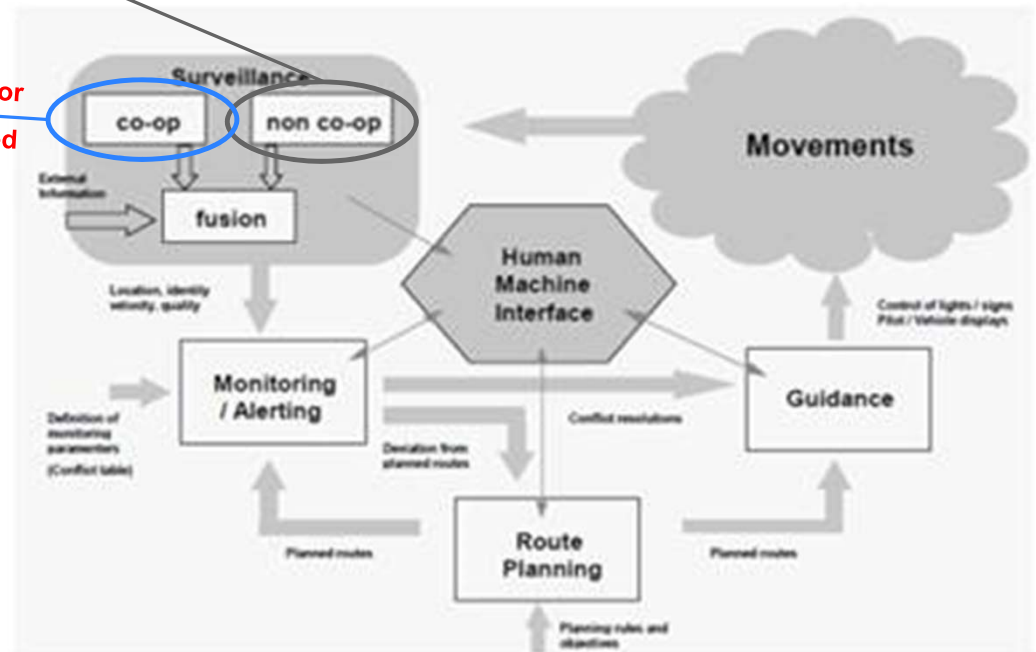 Surveillance
or
ed
co-op
non co-op
External
Information
fusion
Movements
Human
Machine
Interface
Location, identity
velocity, quality
Control of lights / signs
Pilot / Vehicle displays
Monitoring
/ Alerting
Guidance
Definition of
monitoring
paramenters
(Conflict table)
Conflict resolutions
Deviation from
planned routes
Route
Planning
Planned routes
Planned routes
Planning rules and
objectives